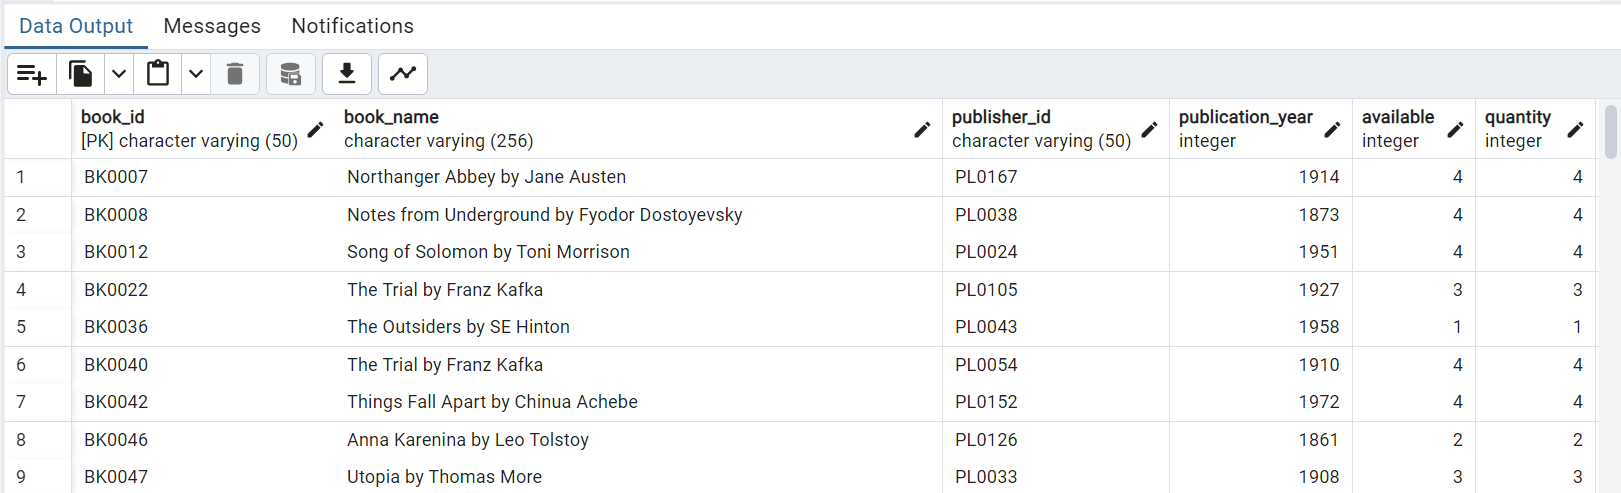 Data Output Messages Notifications
book_id book_name publisher_id publication_year available quantity
[PK] character varying (50) character varying (256) character varying (50) integer integer integer
1 BK0007 Northanger Abbey by Jane Austen PL0167 1914 4 4
2 BK0008 Notes from Underground by Fyodor Dostoyevsky PL0038 1873 4 4
3 BK0012 Song of Solomon by Toni Morrison PL0024 1951 4 4
4 BK0022 The Trial by Franz Kafka PL0105 1927 3 3
5 BK0036 The Outsiders by SE Hinton PL0043 1958 1 1
6 BK0040 The Trial by Franz Kafka PL0054 1910 4 4
7 BK0042 Things Fall Apart by Chinua Achebe PL0152 1972 4 4
8 BK0046 Anna Karenina by Leo Tolstoy PL0126 1861 2 2
9 BK0047 Utopia by Thomas More PL0033 1908 3 3